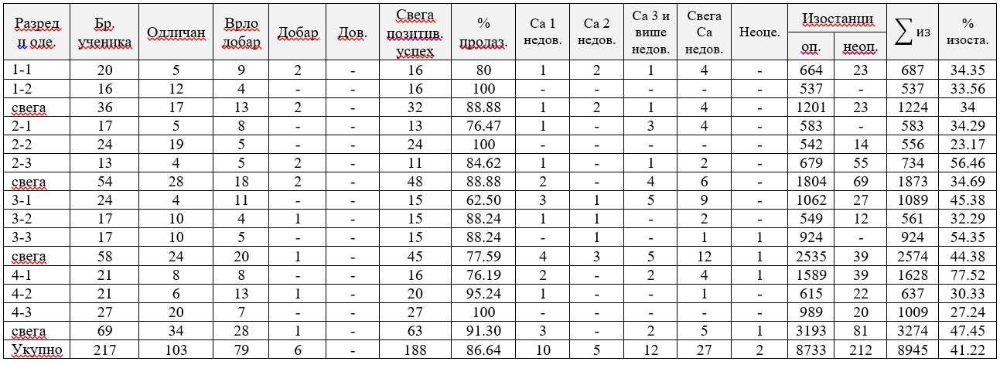 Разред и оде. Бр. ученика Одличан Врло добар Добар Дов. Свега позитив. успех % пролаз. Са 1 недов. Са 2 недов. Са 3 и више недов. Свега Са недов. Неоце. Изостанци оп. неоп. ∑ из % изоста.
1-1 20 5 9 2 - 16 80 1 2 1 4 - 664 23 687 34.35
1-2 16 12 4 - - 16 100 - - - - - 537 - 537 33.56
свега 36 17 13 2 - 32 88.88 1 2 1 4 - 1201 23 1224 34
2-1 17 5 8 - - 13 76.47 1 - 3 4 - 583 - 583 34.29
2-2 24 19 5 - - 24 100 - - - - - 542 14 556 23.17
2-3 13 4 5 2 - 11 84.62 1 - 1 2 - 679 55 734 56.46
свега 54 28 18 2 - 48 88.88 2 - 4 6 - 1804 69 1873 34.69
3-1 24 4 11 - - 15 62.50 3 1 5 9 - 1062 27 1089 45.38
3-2 17 10 4 1 - 15 88.24 1 1 - 2 - 549 12 561 32.29
3-3 17 10 5 - - 15 88.24 - 1 - 1 1 924 - 924 54.35
свега 58 24 20 1 - 45 77.59 4 3 5 12 1 2535 39 2574 44.38
4-1 21 8 8 - - 16 76.19 2 - 2 4 1 1589 39 1628 77.52
4-2 21 6 13 1 - 20 95.24 1 - - 1 - 615 22 637 30.33
4-3 27 20 7 - - 27 100 - - - - - 989 20 1009 27.24
свега 69 34 28 1 - 63 91.30 3 - 2 5 1 3193 81 3274 47.45
Укупно 217 103 79 6 - 188 86.64 10 5 12 27 2 8733 212 8945 41.22